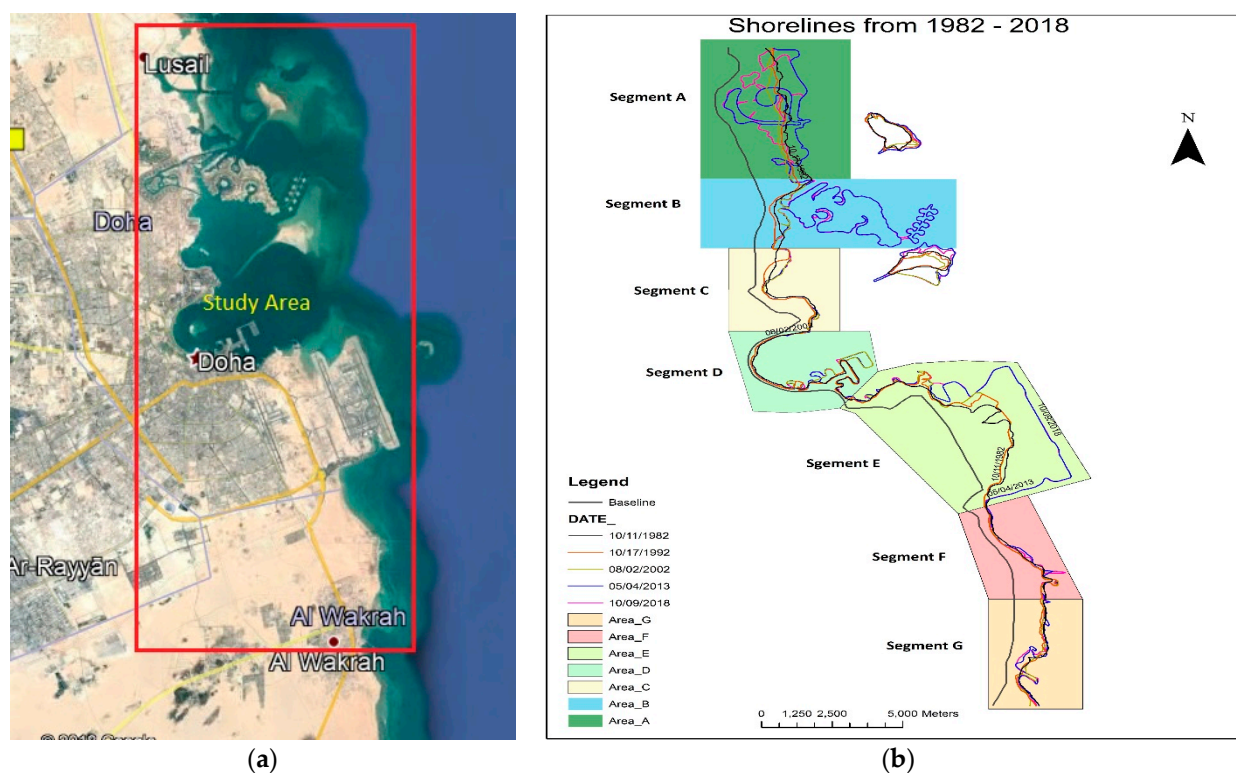 Lusail
Doha
Study Area
Doha
Ar-Rayyān
Al Wakrah
Al Wakrah
(a)
Shorelines from 1982 - 2018
Segment A
N
Segment B
Segment C
Segment D
Sgement E
10/09/2018
10/11/1982
05/04/2013
Segment F
Segment G
Legend
Baseline
DATE_
10/11/1982
10/17/1992
08/02/2002
05/04/2013
10/09/2018
Area_G
Area_F
Area_E
Area_D
Area_C
Area_B
Area_A
0 1,250 2,500 5,000 Meters
(b)